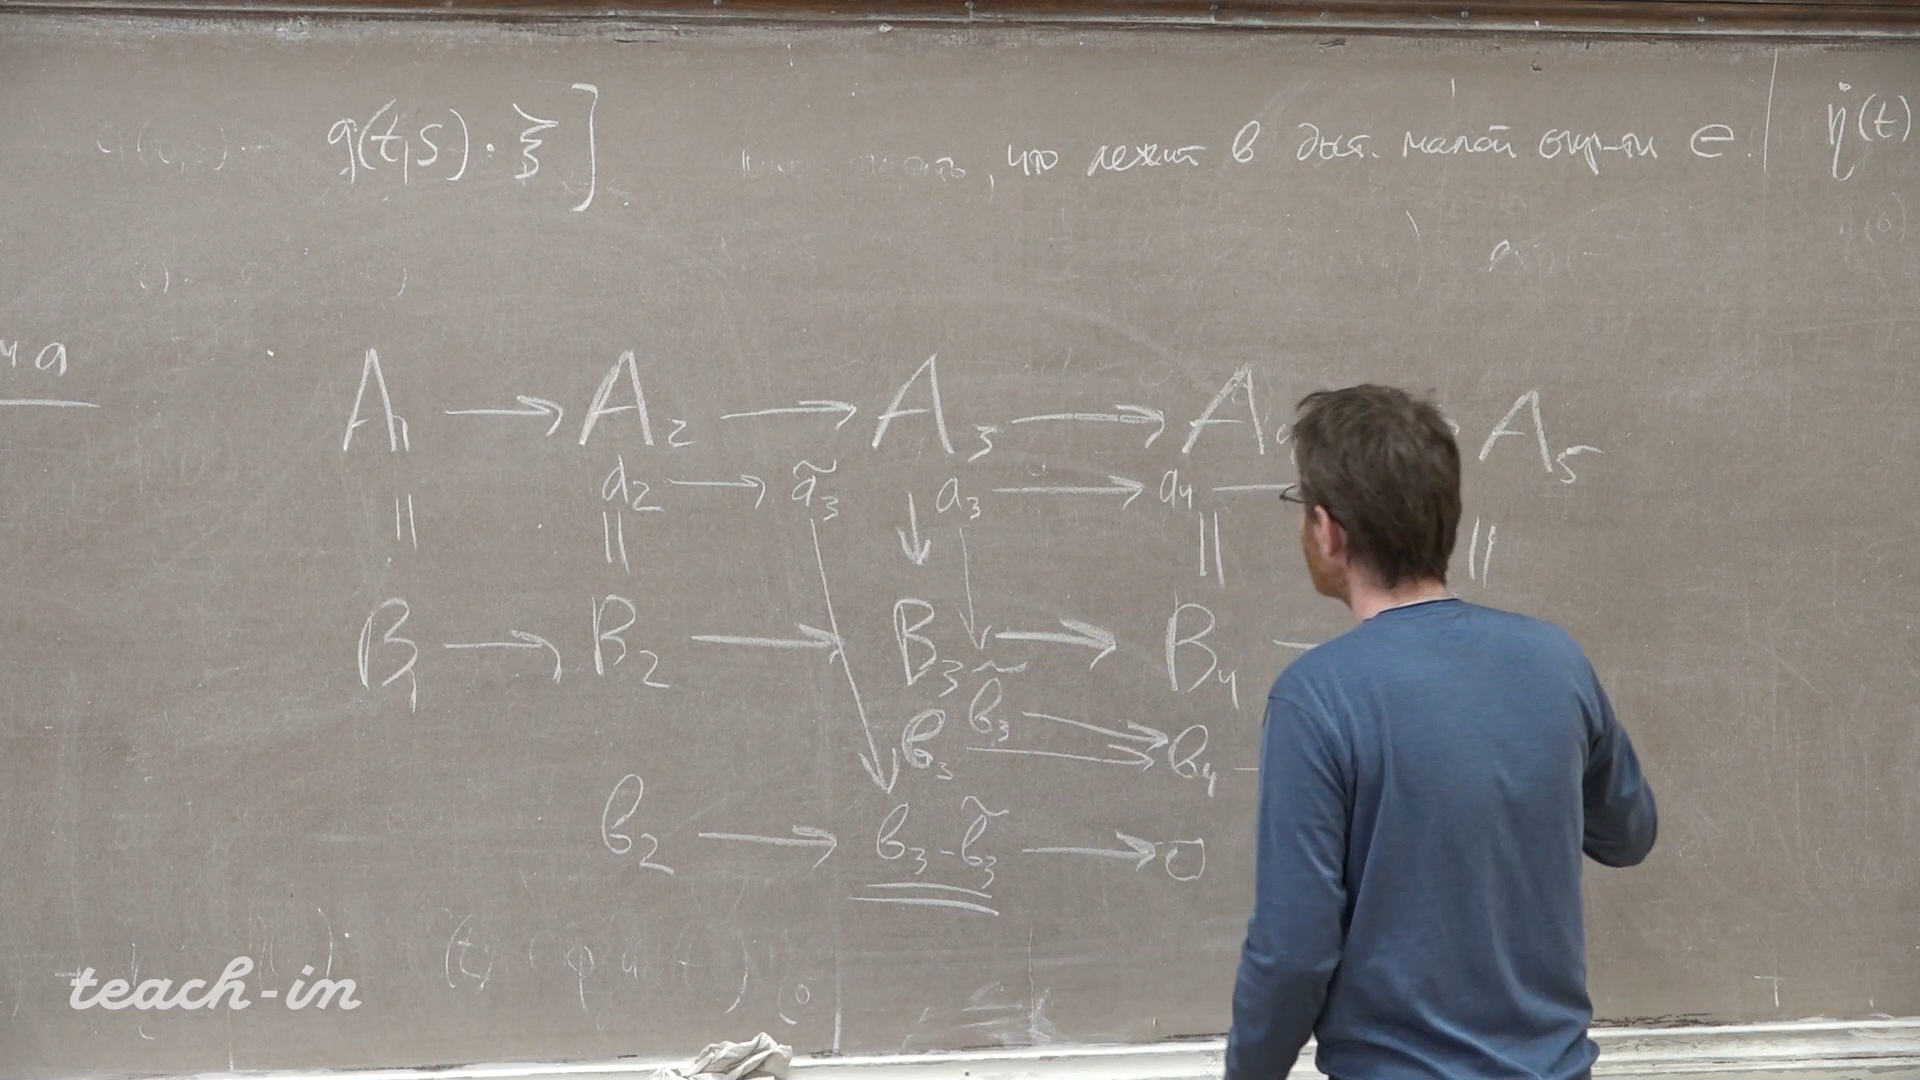 g(t,s)·ξ]
, что лежит в дост. малой окр-ти e.
η̇(t)
A₁ → A₂ → A₃ → A₄ A₅
a₂ → ã₃ ↓ a₃ → a₄ —
|| || || ||
B₁ → B₂ → B₃ → B₄ —
b̃₃ →
b₃ → b₄ —
b₂ → b₃-b̃₃ → 0
teach-in